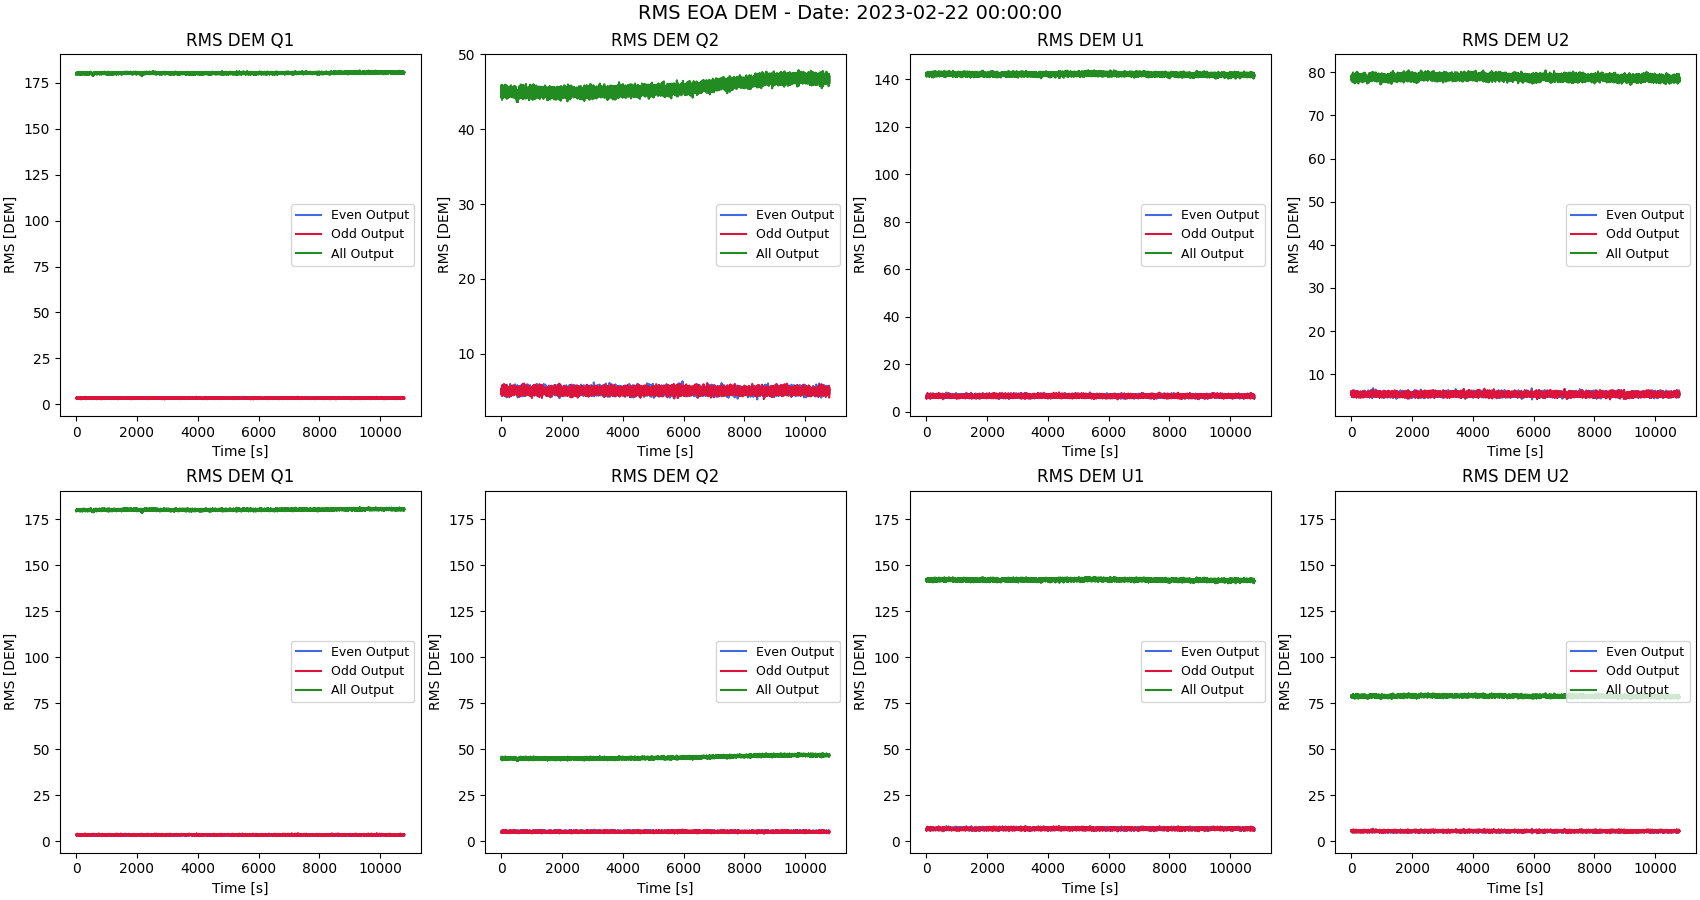 RMS EOA DEM - Date: 2023-02-22 00:00:00
RMS DEM Q1
RMS [DEM]
175
150
125
100
75
50
25
0
Even Output
Odd Output
All Output
0 2000 4000 6000 8000 10000
Time [s]
RMS DEM Q2
RMS [DEM]
50
40
30
20
10
Even Output
Odd Output
All Output
0 2000 4000 6000 8000 10000
Time [s]
RMS DEM U1
RMS [DEM]
140
120
100
80
60
40
20
0
Even Output
Odd Output
All Output
0 2000 4000 6000 8000 10000
Time [s]
RMS DEM U2
RMS [DEM]
80
70
60
50
40
30
20
10
Even Output
Odd Output
All Output
0 2000 4000 6000 8000 10000
Time [s]
RMS DEM Q1
RMS [DEM]
175
150
125
100
75
50
25
0
Even Output
Odd Output
All Output
0 2000 4000 6000 8000 10000
Time [s]
RMS DEM Q2
RMS [DEM]
175
150
125
100
75
50
25
0
Even Output
Odd Output
All Output
0 2000 4000 6000 8000 10000
Time [s]
RMS DEM U1
RMS [DEM]
175
150
125
100
75
50
25
0
Even Output
Odd Output
All Output
0 2000 4000 6000 8000 10000
Time [s]
RMS DEM U2
RMS [DEM]
175
150
125
100
75
50
25
0
Even Output
Odd Output
All Output
0 2000 4000 6000 8000 10000
Time [s]